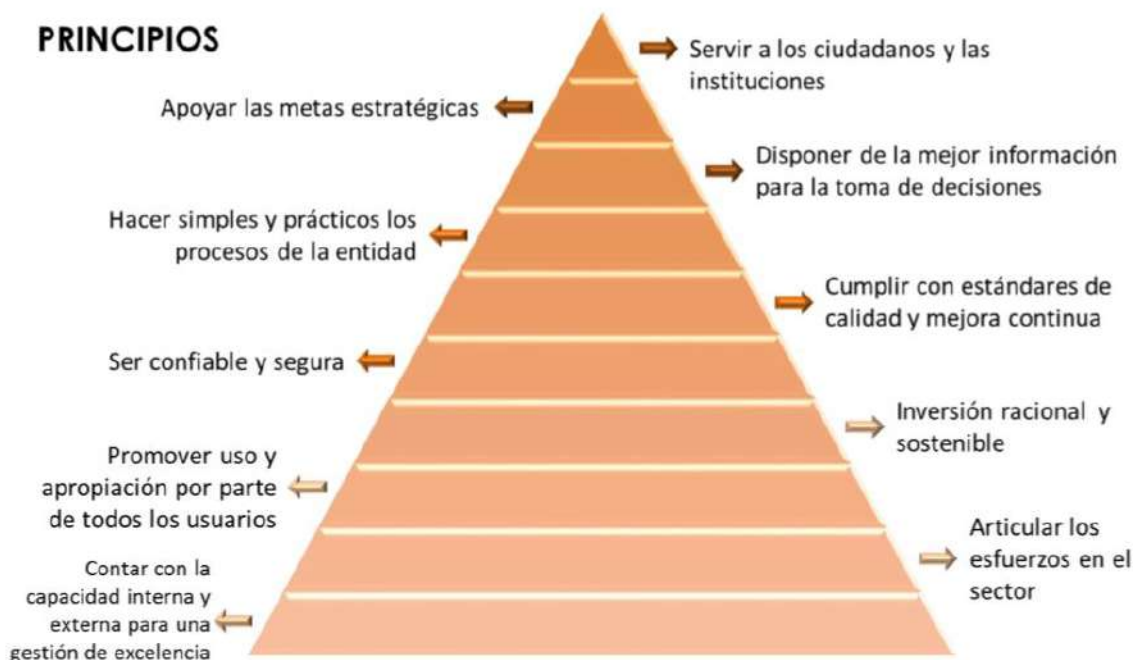 PRINCIPIOS
Servir a los ciudadanos y las
instituciones
Apoyar las metas estratégicas
Disponer de la mejor información
para la toma de decisiones
Hacer simples y prácticos los
procesos de la entidad
Cumplir con estándares de
calidad y mejora continua
Ser confiable y segura
Inversión racional y
sostenible
Promover uso y
apropiación por parte
de todos los usuarios
Articular los
esfuerzos en el
sector
Contar con la
capacidad interna y
externa para una
gestión de excelencia